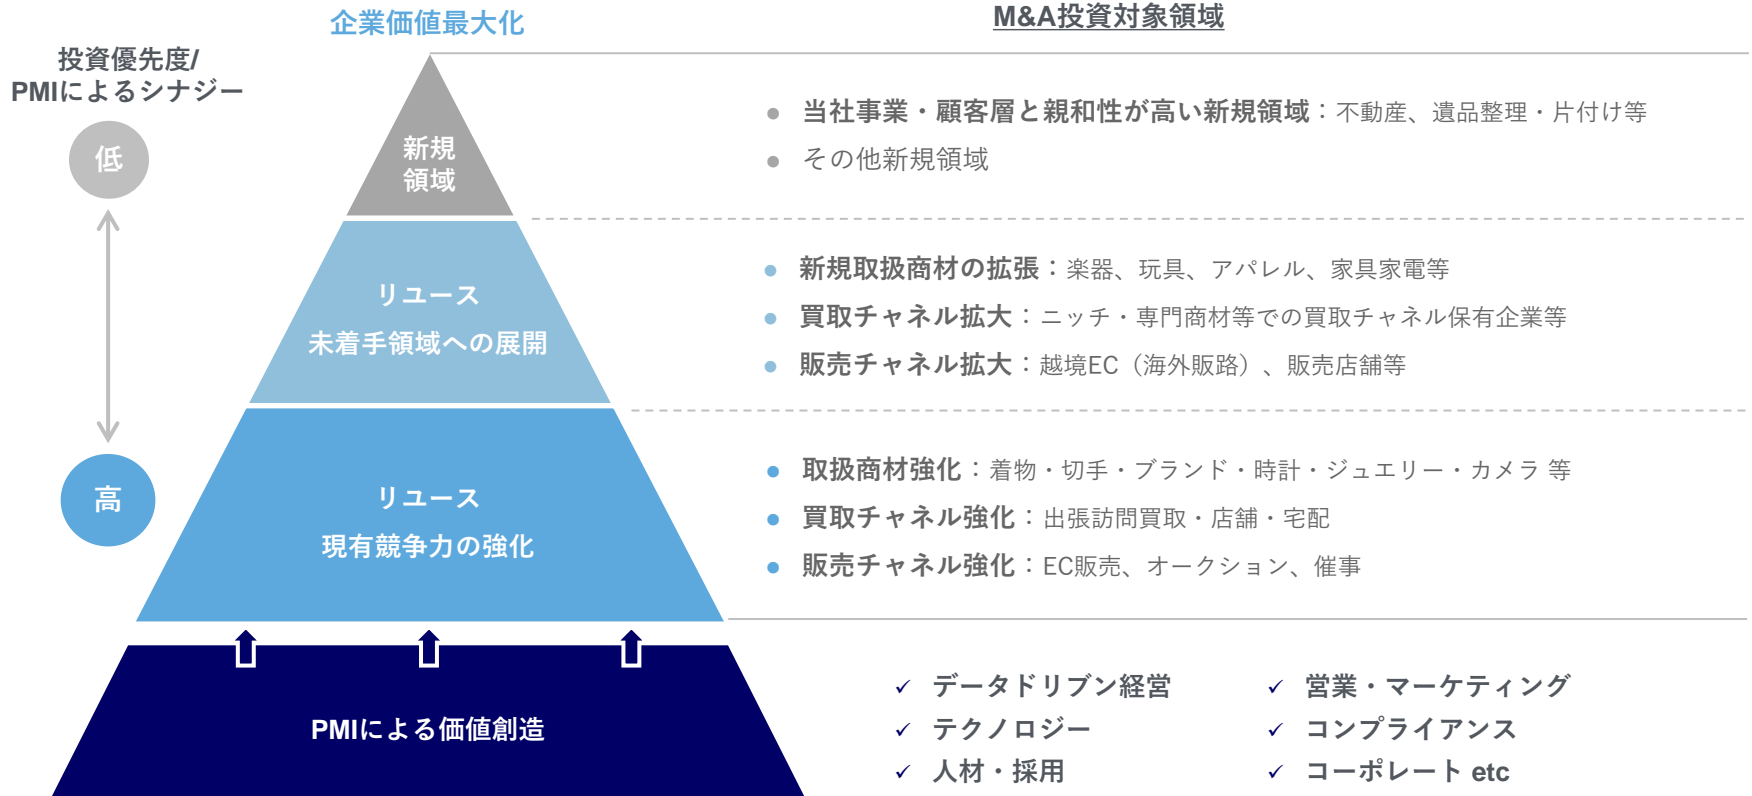 企業価値最大化
M&A投資対象領域
投資優先度/
PMIによるシナジー
低
高
新規
領域
● 当社事業・顧客層と親和性が高い新規領域：不動産、遺品整理・片付け等
● その他新規領域
リユース
未着手領域への展開
● 新規取扱商材の拡張：楽器、玩具、アパレル、家具家電等
● 買取チャネル拡大：ニッチ・専門商材等での買取チャネル保有企業等
● 販売チャネル拡大：越境EC（海外販路）、販売店舗等
リユース
現有競争力の強化
● 取扱商材強化：着物・切手・ブランド・時計・ジュエリー・カメラ 等
● 買取チャネル強化：出張訪問買取・店舗・宅配
● 販売チャネル強化：EC販売、オークション、催事
PMIによる価値創造
✓ データドリブン経営
✓ テクノロジー
✓ 人材・採用
✓ 営業・マーケティング
✓ コンプライアンス
✓ コーポレート etc